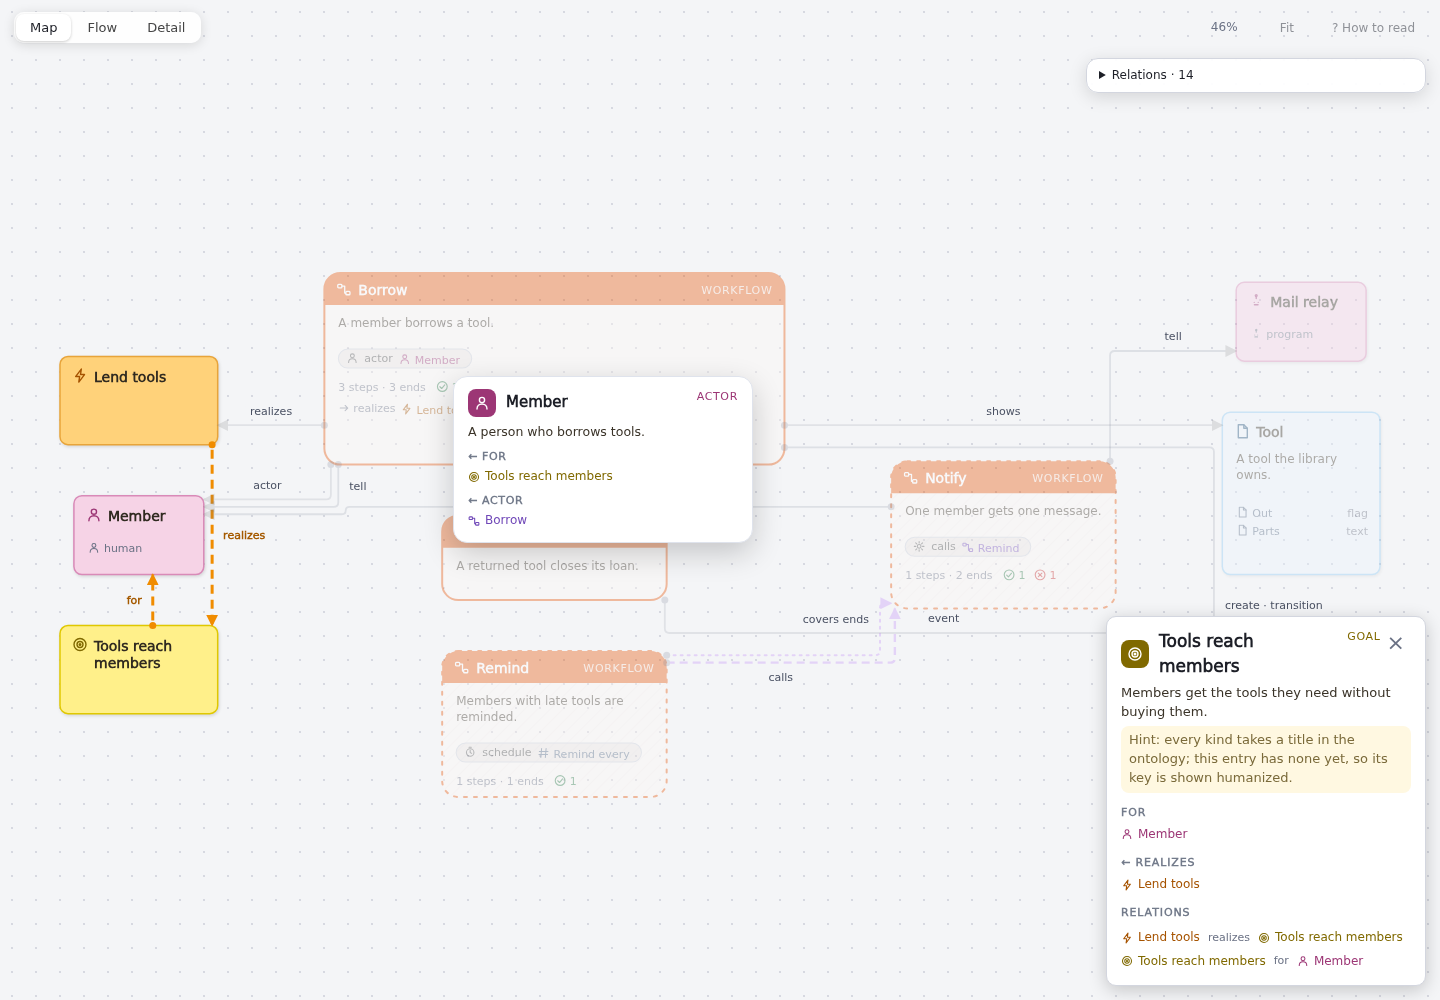 Map Flow Detail
46% Fit ? How to read
Relations · 14
Borrow WORKFLOW
A member borrows a tool.
actor Member
3 steps · 3 ends
→ realizes Lend
Lend tools
realizes
Member
human
actor
tell
realizes
for
Tools reach
members
Member ACTOR
A person who borrows tools.
← FOR
Tools reach members
← ACTOR
Borrow
A returned tool closes its loan.
Remind WORKFLOW
Members with late tools are
reminded.
schedule Remind every
1 steps · 1 ends 1
covers ends
calls
event
shows
tell
Notify WORKFLOW
One member gets one message.
calls Remind
1 steps · 2 ends 1 1
Mail relay
program
Tool
A tool the library
owns.
Out flag
Parts text
create · transition
Tools reach
members
GOAL
Members get the tools they need without
buying them.
Hint: every kind takes a title in the
ontology; this entry has none yet, so its
key is shown humanized.
FOR
Member
← REALIZES
Lend tools
RELATIONS
Lend tools realizes Tools reach members
Tools reach members for Member